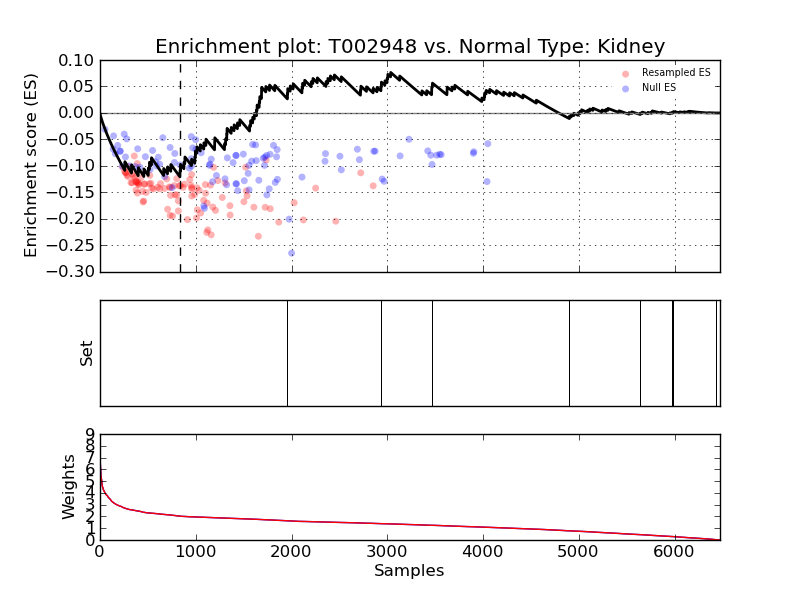 Enrichment plot: T002948 vs. Normal Type: Kidney
Enrichment score (ES)
0.10
0.05
0.00
−0.05
−0.10
−0.15
−0.20
−0.25
−0.30
Resampled ES
Null ES
Set
Weights
9
8
7
6
5
4
3
2
1
0
0 1000 2000 3000 4000 5000 6000
Samples